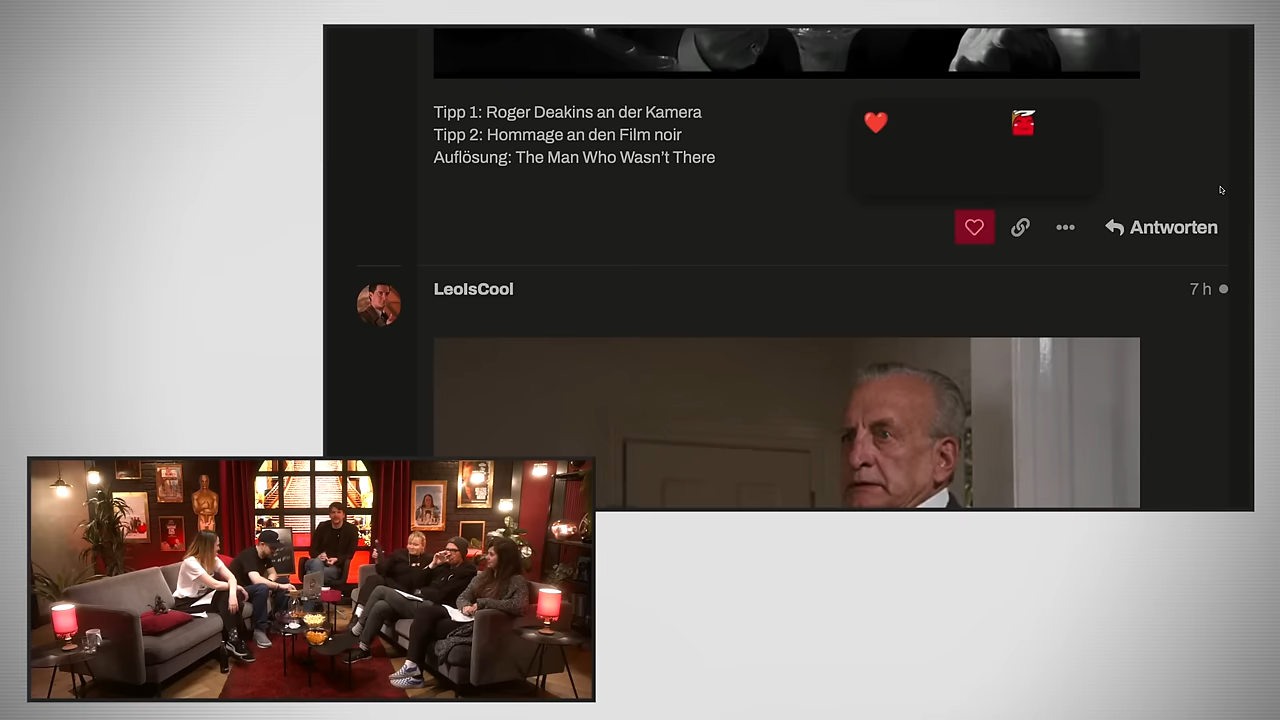 Tipp 1: Roger Deakins an der Kamera
Tipp 2: Hommage an den Film noir
Auflösung: The Man Who Wasn't There
Antworten
LeoIsCool
7 h